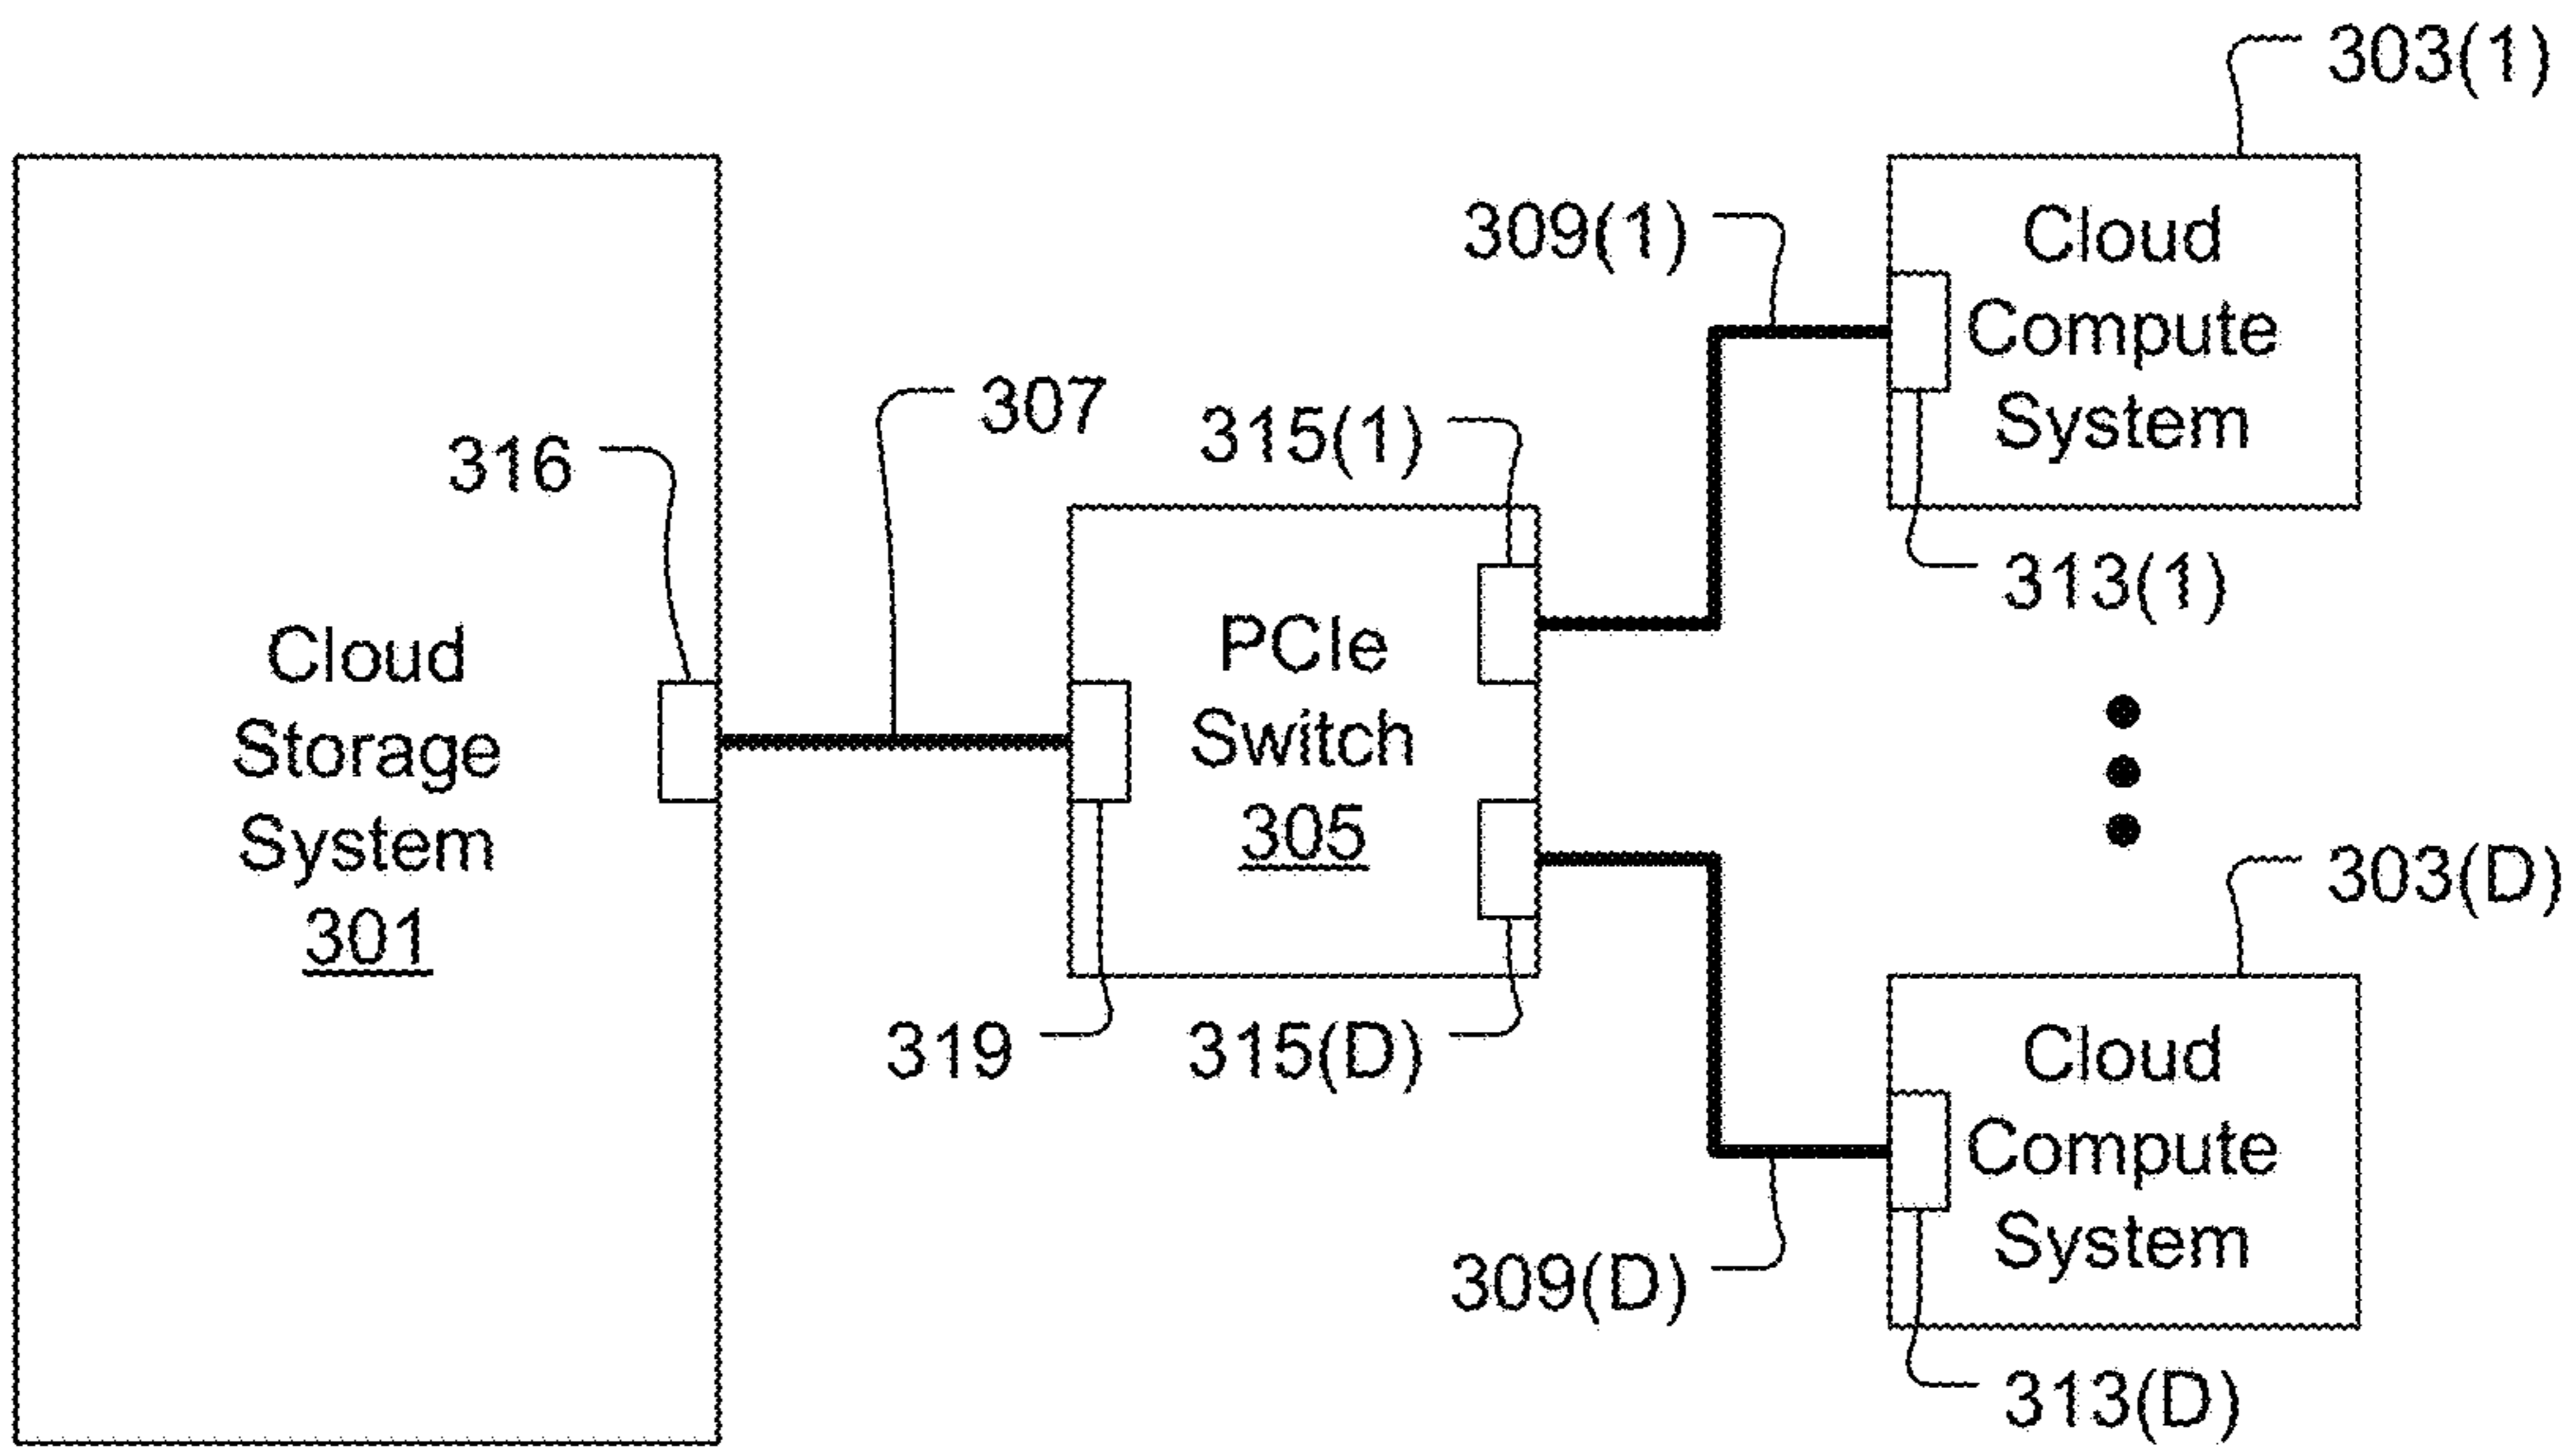 303(1)
Cloud
Compute
System
309(1)
307
315(1)
316
313(1)
Cloud
Storage
System
301
PCIe
Switch
305
303(D)
319
315(D)
Cloud
Compute
System
309(D)
313(D)